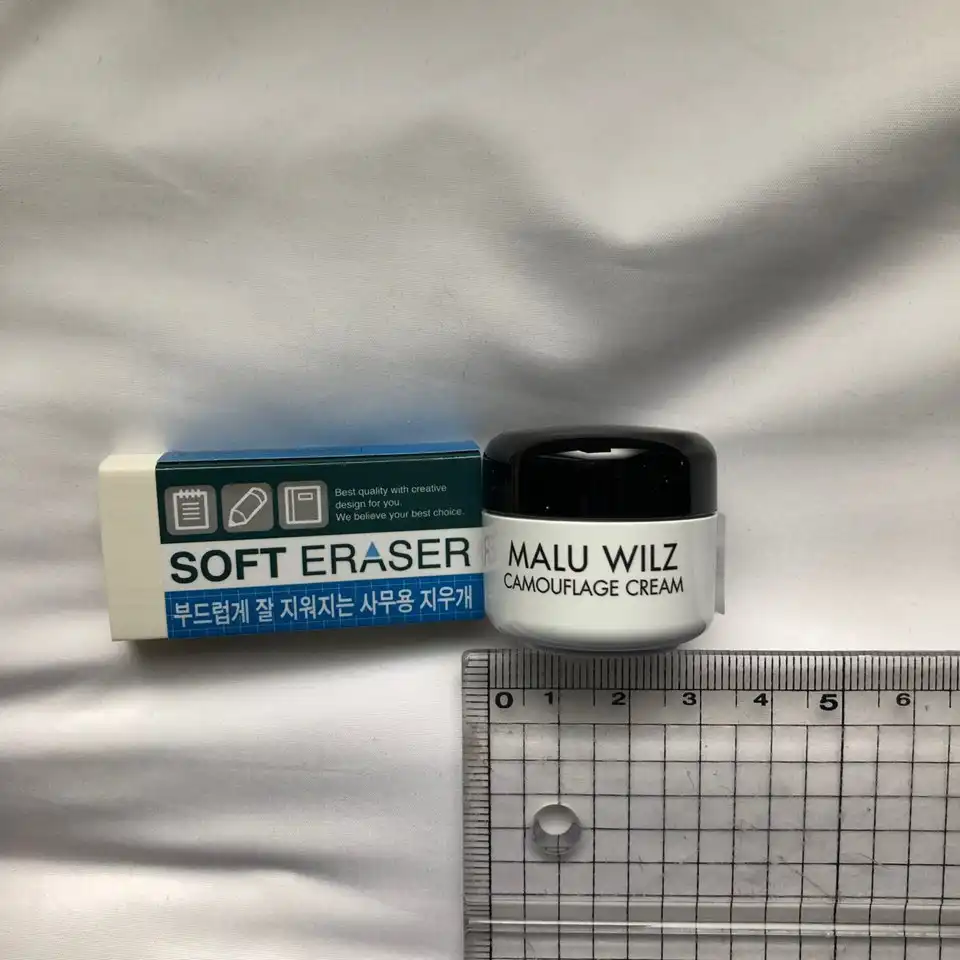 Best quality with creative
design for you.
We believe your best choice.
SOFT ERASER
부드럽게 잘 지워지는 사무용 지우개
MALU WILZ
CAMOUFLAGE CREAM
0 1 2 3 4 5 6